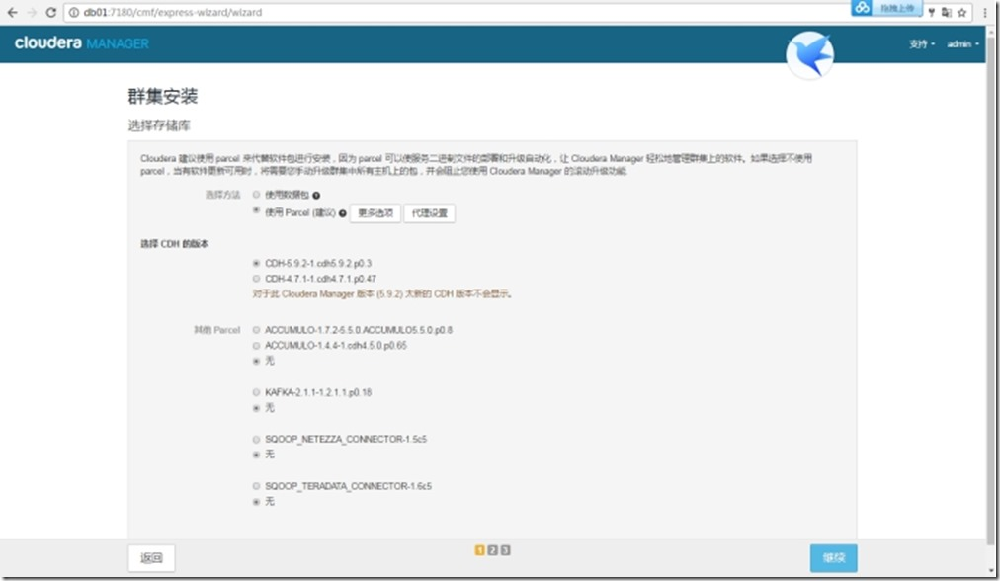 db01:7180/cmf/express-wizard/wizard
拖拽上传
cloudera MANAGER
支持
admin
群集安装
选择存储库
Cloudera 建议使用 parcel 来代替软件包进行安装，因为 parcel 可以使服务二进制文件的部署和升级自动化，让 Cloudera Manager 轻松地管理群集上的软件。如果选择不使用
parcel，当有软件更新可用时，将需要您手动升级群集中所有主机上的包，并会阻止您使用 Cloudera Manager 的滚动升级功能.
选择方法
使用数据包
使用 Parcel (建议)
更多选项
代理设置
选择 CDH 的版本
CDH-5.9.2-1.cdh5.9.2.p0.3
CDH-4.7.1-1.cdh4.7.1.p0.47
对于此 Cloudera Manager 版本 (5.9.2) 太新的 CDH 版本不会显示。
其他 Parcel
ACCUMULO-1.7.2-5.5.0.ACCUMULO5.5.0.p0.8
ACCUMULO-1.4.4-1.cdh4.5.0.p0.65
无
KAFKA-2.1.1-1.2.1.1.p0.18
无
SQOOP_NETEZZA_CONNECTOR-1.5c5
无
SQOOP_TERADATA_CONNECTOR-1.6c5
无
返回
1 2 3
继续